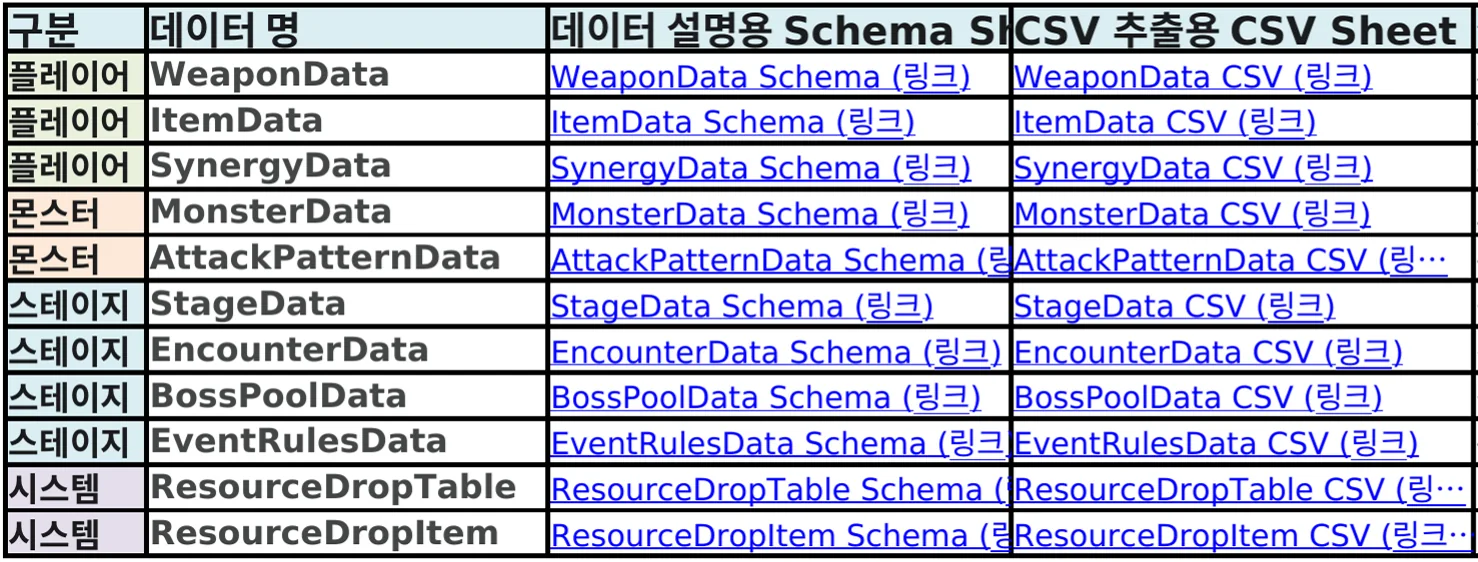 구분 데이터 명 데이터 설명용 Schema CSV 추출용 CSV Sheet
플레이어 WeaponData WeaponData Schema (링크) WeaponData CSV (링크)
플레이어 ItemData ItemData Schema (링크) ItemData CSV (링크)
플레이어 SynergyData SynergyData Schema (링크) SynergyData CSV (링크)
몬스터 MonsterData MonsterData Schema (링크) MonsterData CSV (링크)
몬스터 AttackPatternData AttackPatternData Schema (링 AttackPatternData CSV (링…
스테이지 StageData StageData Schema (링크) StageData CSV (링크)
스테이지 EncounterData EncounterData Schema (링크) EncounterData CSV (링크)
스테이지 BossPoolData BossPoolData Schema (링크) BossPoolData CSV (링크)
스테이지 EventRulesData EventRulesData Schema (링크 EventRulesData CSV (링크)
시스템 ResourceDropTable ResourceDropTable Schema ( ResourceDropTable CSV (링…
시스템 ResourceDropItem ResourceDropItem Schema (링 ResourceDropItem CSV (링크…